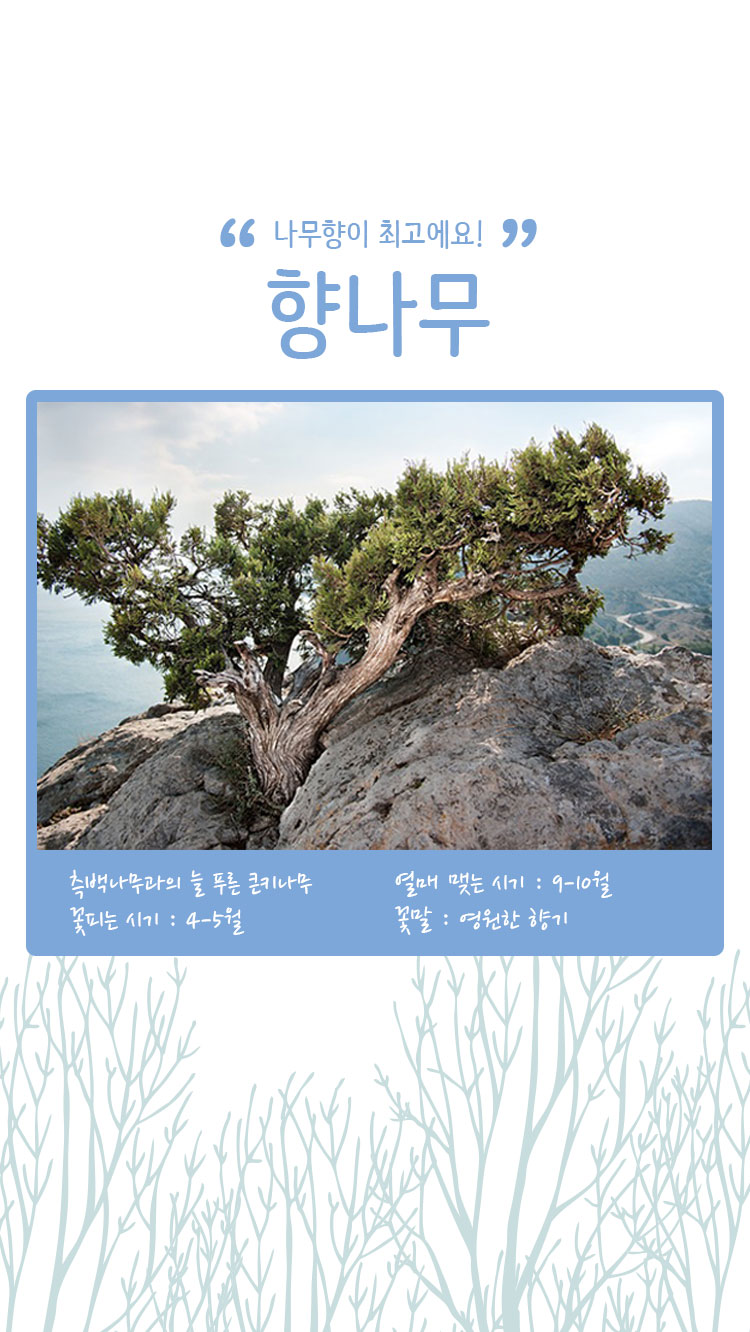 “ 나무향이 최고에요! ”
향나무
측백나무과의 늘 푸른 큰키나무
꽃피는 시기 : 4-5월
열매 맺는 시기 : 9-10월
꽃말 : 영원한 향기